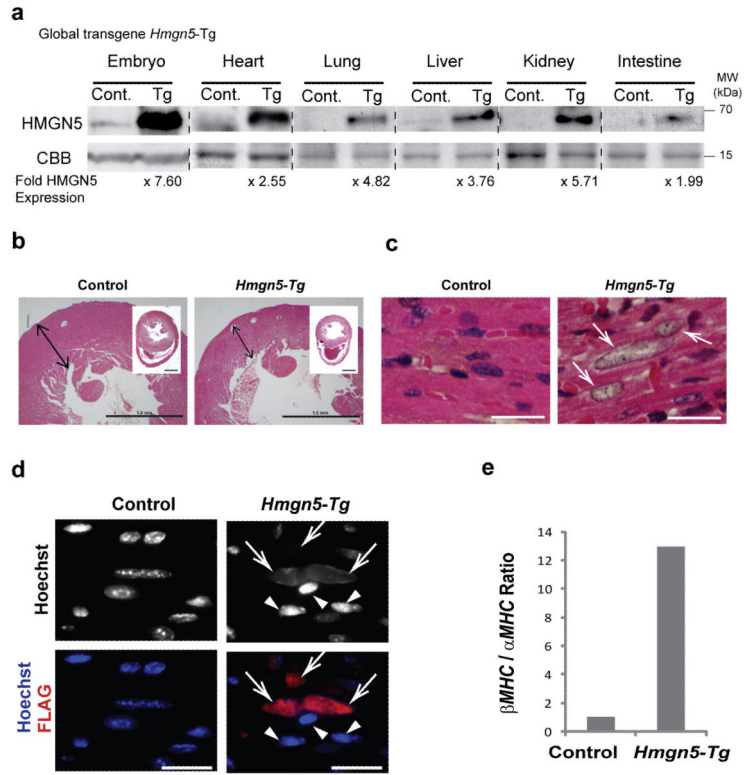 a
Global transgene Hmgn5-Tg
Embryo Heart Lung Liver Kidney Intestine
Cont. Tg Cont. Tg Cont. Tg Cont. Tg Cont. Tg Cont. Tg
MW
(kDa)
HMGN5
70
CBB
15
Fold HMGN5
Expression
x 7.60 x 2.55 x 4.82 x 3.76 x 5.71 x 1.99
b
Control Hmgn5-Tg
1.0 mm 1.0 mm
c
Control Hmgn5-Tg
d
Control Hmgn5-Tg
Hoechst
Hoechst
FLAG
e
βMHC / αMHC Ratio
14
12
10
8
6
4
2
0
Control Hmgn5-Tg